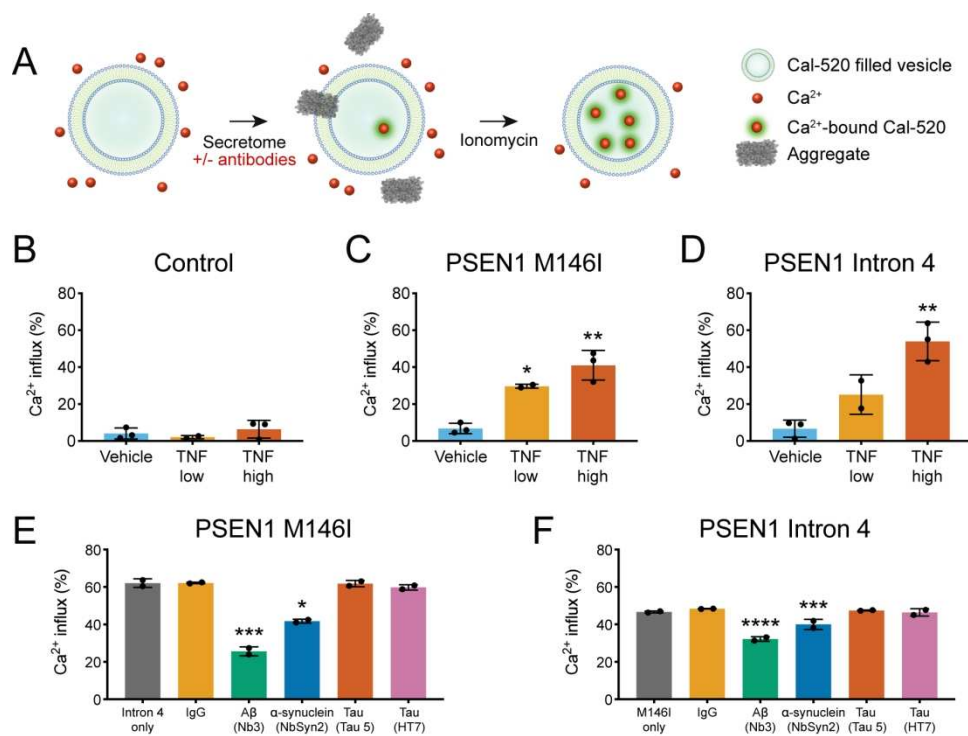 A
Secretome
+/- antibodies
Ionomycin
Cal-520 filled vesicle
Ca²⁺
Ca²⁺-bound Cal-520
Aggregate
B
Control
Ca²⁺ influx (%)
80
60
40
20
0
Vehicle
TNF
low
TNF
high
C
PSEN1 M146I
Ca²⁺ influx (%)
80
60
40
20
0
*
**
Vehicle
TNF
low
TNF
high
D
PSEN1 Intron 4
Ca²⁺ influx (%)
80
60
40
20
0
**
Vehicle
TNF
low
TNF
high
E
PSEN1 M146I
Ca²⁺ influx (%)
80
60
40
20
0
***
*
Intron 4
only
IgG
Aβ
(Nb3)
α-synuclein
(NbSyn2)
Tau
(Tau 5)
Tau
(HT7)
F
PSEN1 Intron 4
Ca²⁺ influx (%)
80
60
40
20
0
****
***
M146I
only
IgG
Aβ
(Nb3)
α-synuclein
(NbSyn2)
Tau
(Tau 5)
Tau
(HT7)